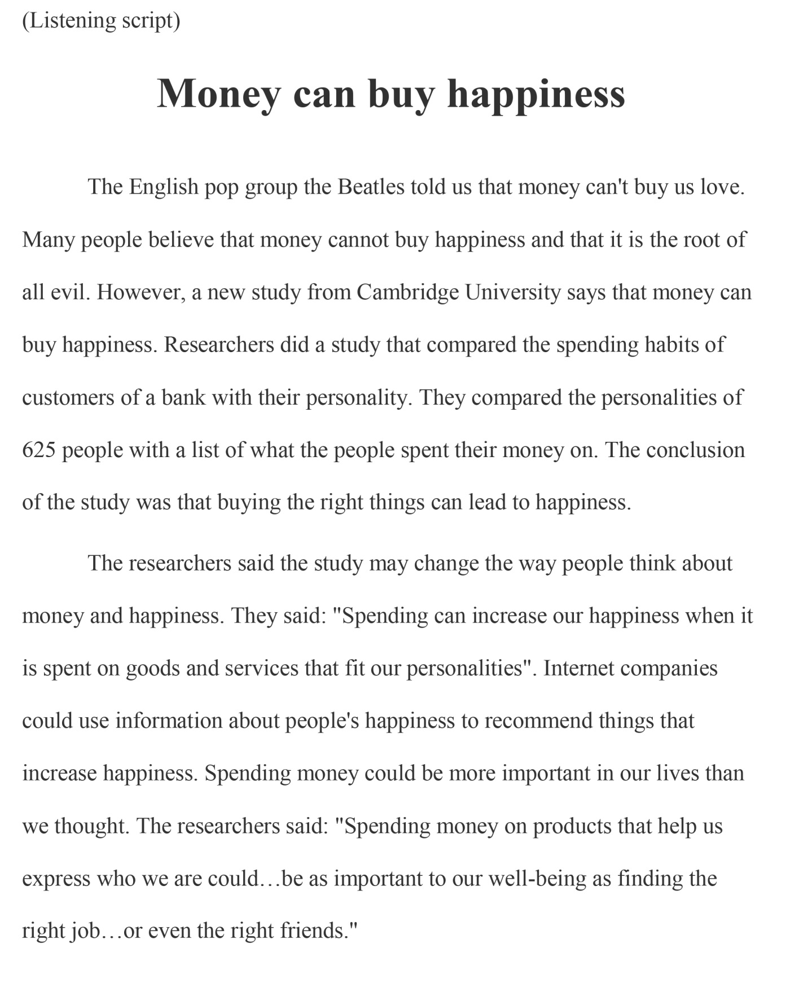 (Listening script)
Money can buy happiness
The English pop group the Beatles told us that money can't buy us love.
Many people believe that money cannot buy happiness and that it is the root of
all evil. However, a new study from Cambridge University says that money can
buy happiness. Researchers did a study that compared the spending habits of
customers of a bank with their personality. They compared the personalities of
625 people with a list of what the people spent their money on. The conclusion
of the study was that buying the right things can lead to happiness.
The researchers said the study may change the way people think about
money and happiness. They said: "Spending can increase our happiness when it
is spent on goods and services that fit our personalities". Internet companies
could use information about people's happiness to recommend things that
increase happiness. Spending money could be more important in our lives than
we thought. The researchers said: "Spending money on products that help us
express who we are could…be as important to our well-being as finding the
right job…or even the right friends."